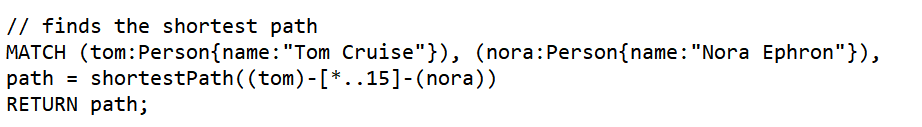 // finds the shortest path
MATCH (tom:Person{name:"Tom Cruise"}), (nora:Person{name:"Nora Ephron"}),
path = shortestPath((tom)-[*..15]-(nora))
RETURN path;